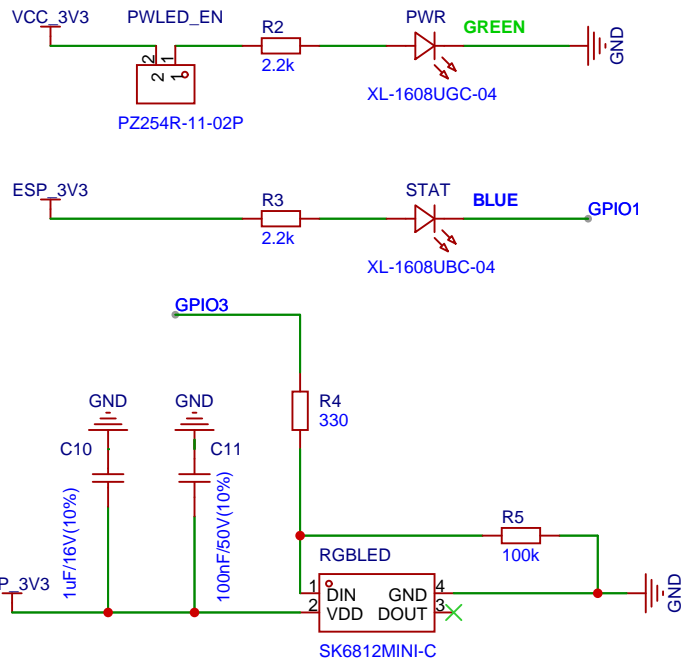 VCC_3V3
PWLED_EN
R2
2.2k
PWR
GREEN
GND
XL-1608UGC-04
2 1
2 1
PZ254R-11-02P
ESP_3V3
R3
2.2k
STAT
BLUE
GPIO1
XL-1608UBC-04
GPIO3
GND
GND
R4
330
C10
C11
1uF/16V(10%)
100nF/50V(10%)
R5
100k
RGBLED
P_3V3
1 DIN GND 4
2 VDD DOUT 3
GND
SK6812MINI-C